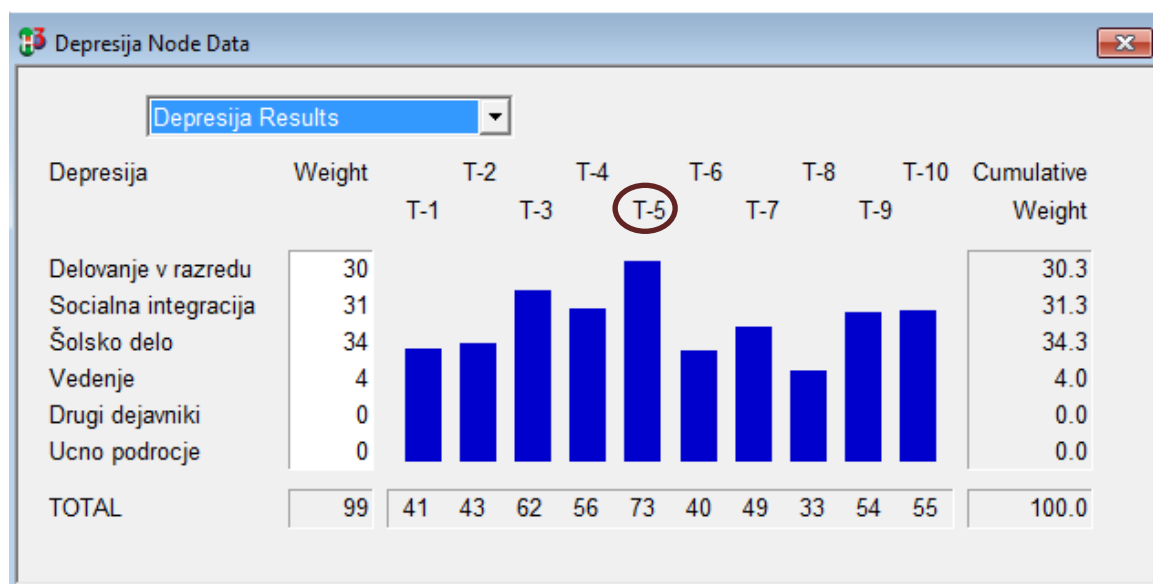 Depresija Node Data
Depresija Results
Depresija Weight T-2 T-4 T-6 T-8 T-10 Cumulative
T-1 T-3 T-5 T-7 T-9 Weight
Delovanje v razredu 30 30.3
Socialna integracija 31 31.3
Šolsko delo 34 34.3
Vedenje 4 4.0
Drugi dejavniki 0 0.0
Ucno podrocje 0 0.0
TOTAL 99 41 43 62 56 73 40 49 33 54 55 100.0